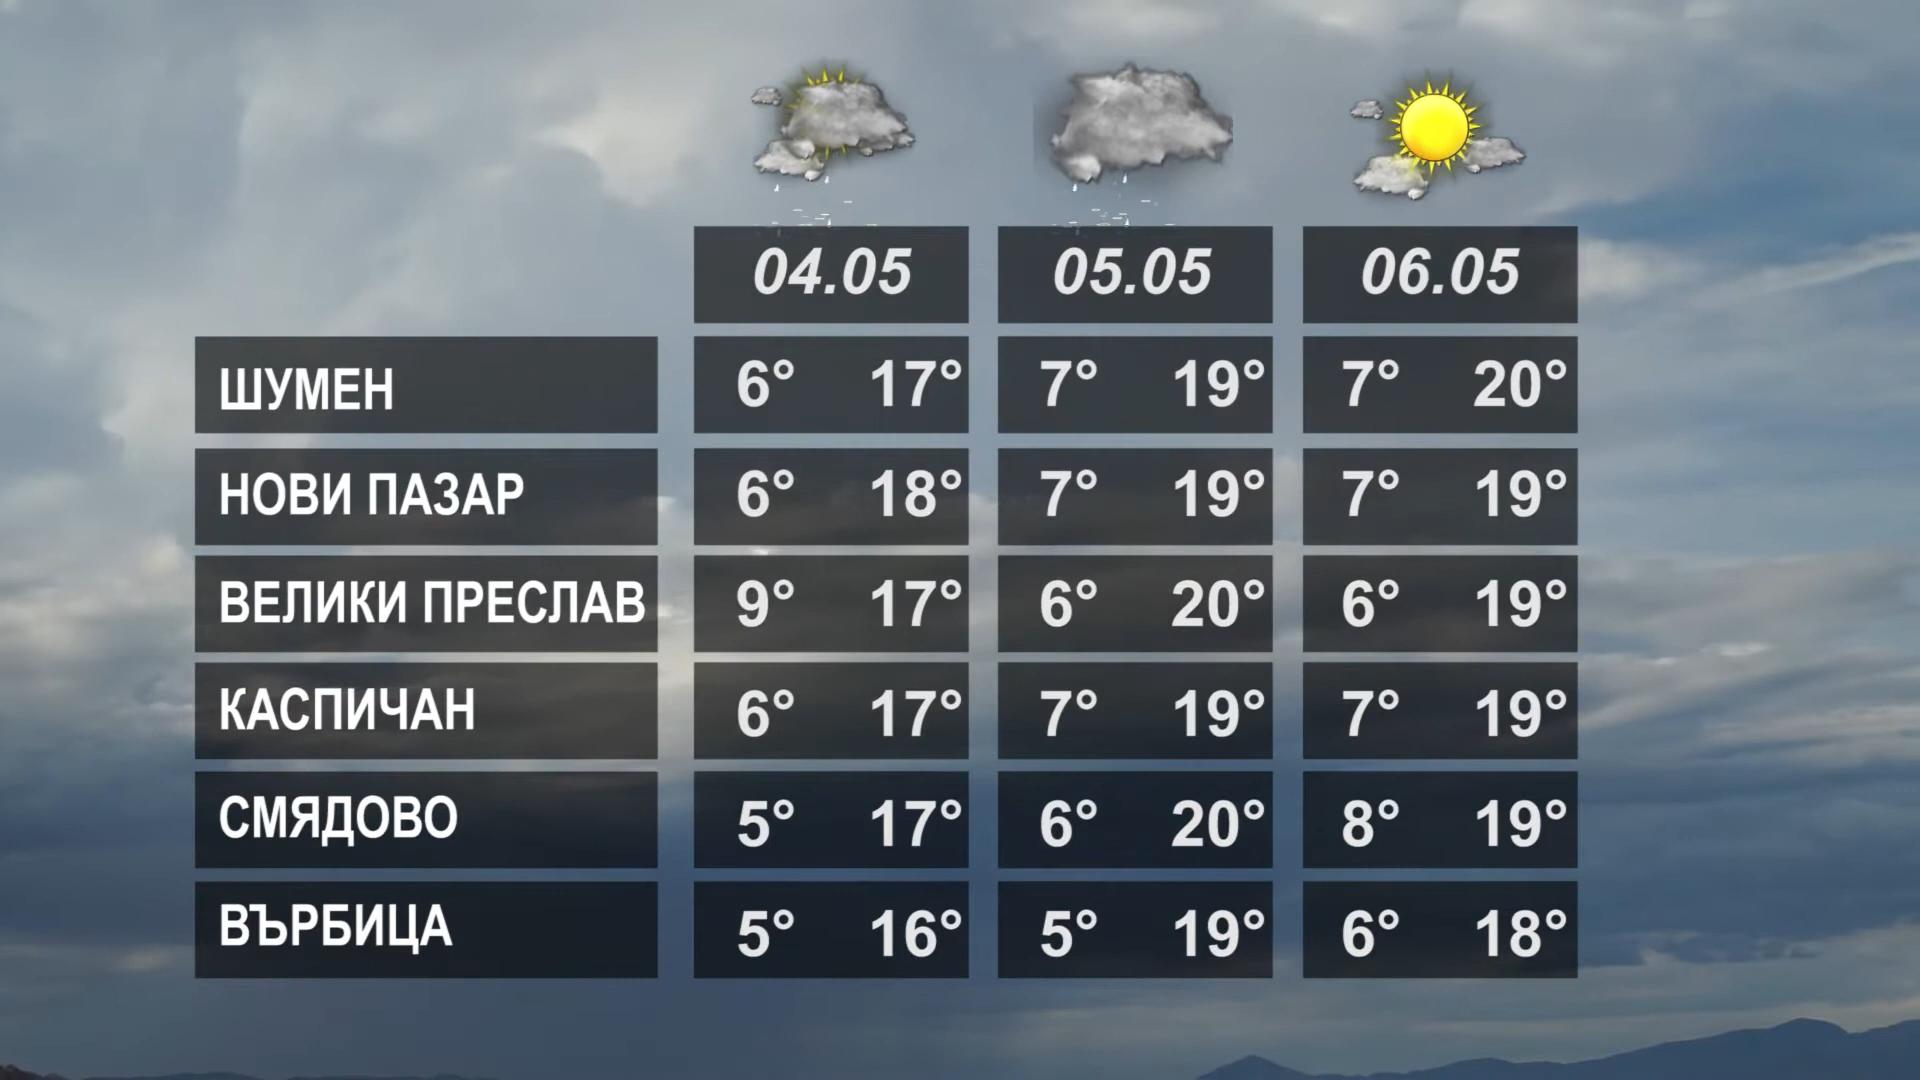 04.05 05.05 06.05
ШУМЕН 6° 17° 7° 19° 7° 20°
НОВИ ПАЗАР 6° 18° 7° 19° 7° 19°
ВЕЛИКИ ПРЕСЛАВ 9° 17° 6° 20° 6° 19°
КАСПИЧАН 6° 17° 7° 19° 7° 19°
СМЯДОВО 5° 17° 6° 20° 8° 19°
ВЪРБИЦА 5° 16° 5° 19° 6° 18°